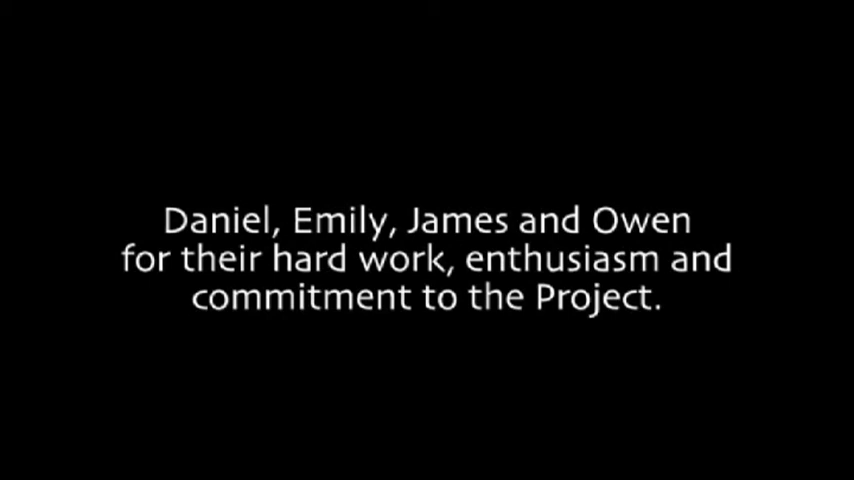 Daniel, Emily, James and Owen
for their hard work, enthusiasm and
commitment to the Project.